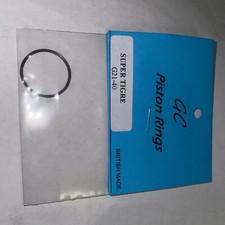 GC
Piston Rings
SUPER TIGRE
G21-40
BRITISH MADE